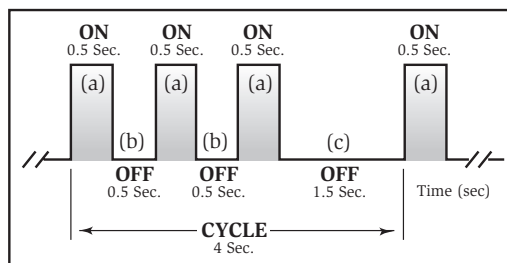 ON ON ON ON
0.5 Sec. 0.5 Sec. 0.5 Sec. 0.5 Sec.
(a) (a) (a) (a)
(b) (b) (c)
OFF OFF OFF
0.5 Sec. 0.5 Sec. 1.5 Sec. Time (sec)
CYCLE
4 Sec.